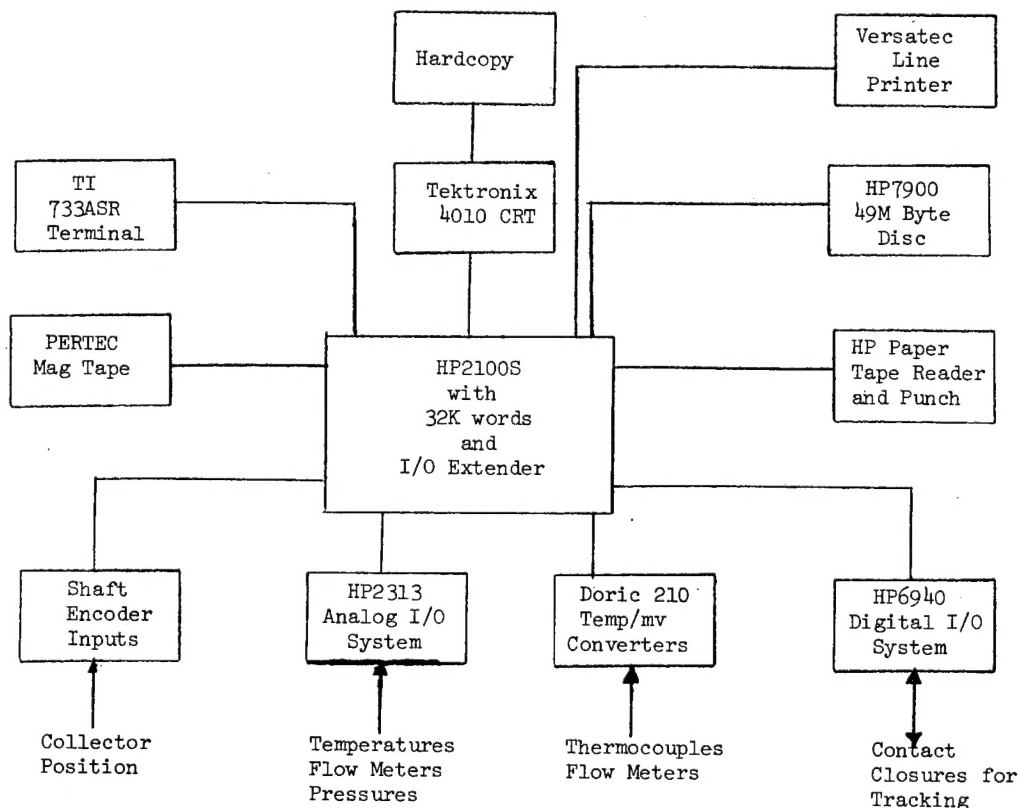 Hardcopy
Versatec
Line
Printer
TI
733ASR
Terminal
Tektronix
4010 CRT
HP7900
49M Byte
Disc
PERTEC
Mag Tape
HP2100S
with
32K words
and
I/O Extender
HP Paper
Tape Reader
and Punch
Shaft
Encoder
Inputs
HP2313
Analog I/O
System
Doric 210
Temp/mv
Converters
HP6940
Digital I/O
System
Collector
Position
Temperatures
Flow Meters
Pressures
Thermocouples
Flow Meters
Contact
Closures for
Tracking